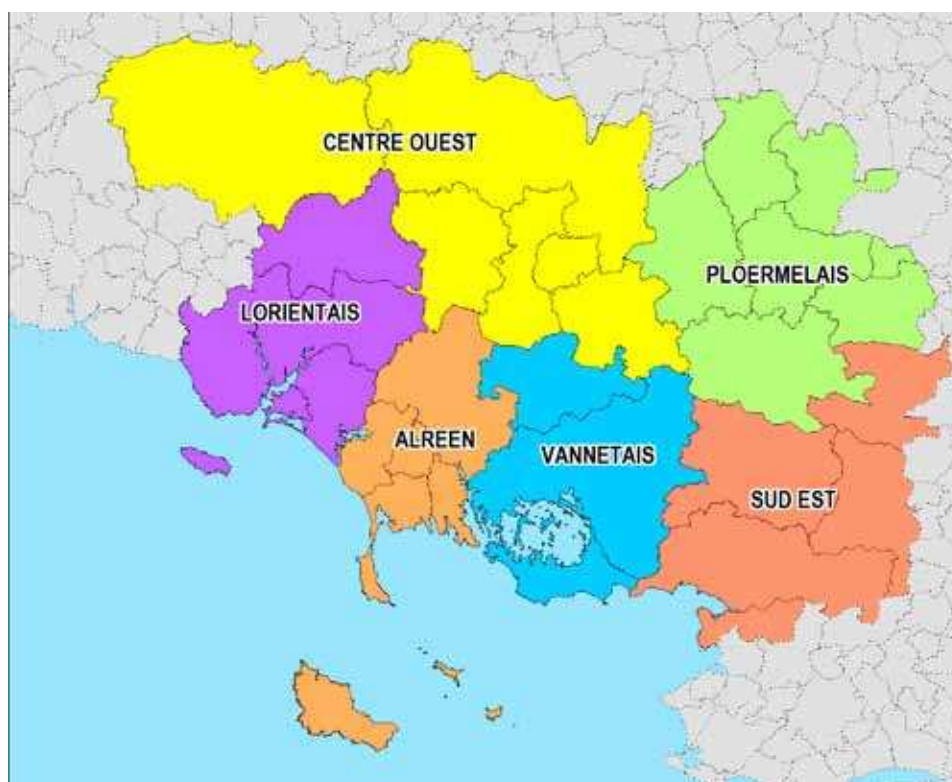 CENTRE OUEST
PLOERMELAIS
LORIENTAIS
ALREEN
VANNETAIS
SUD EST